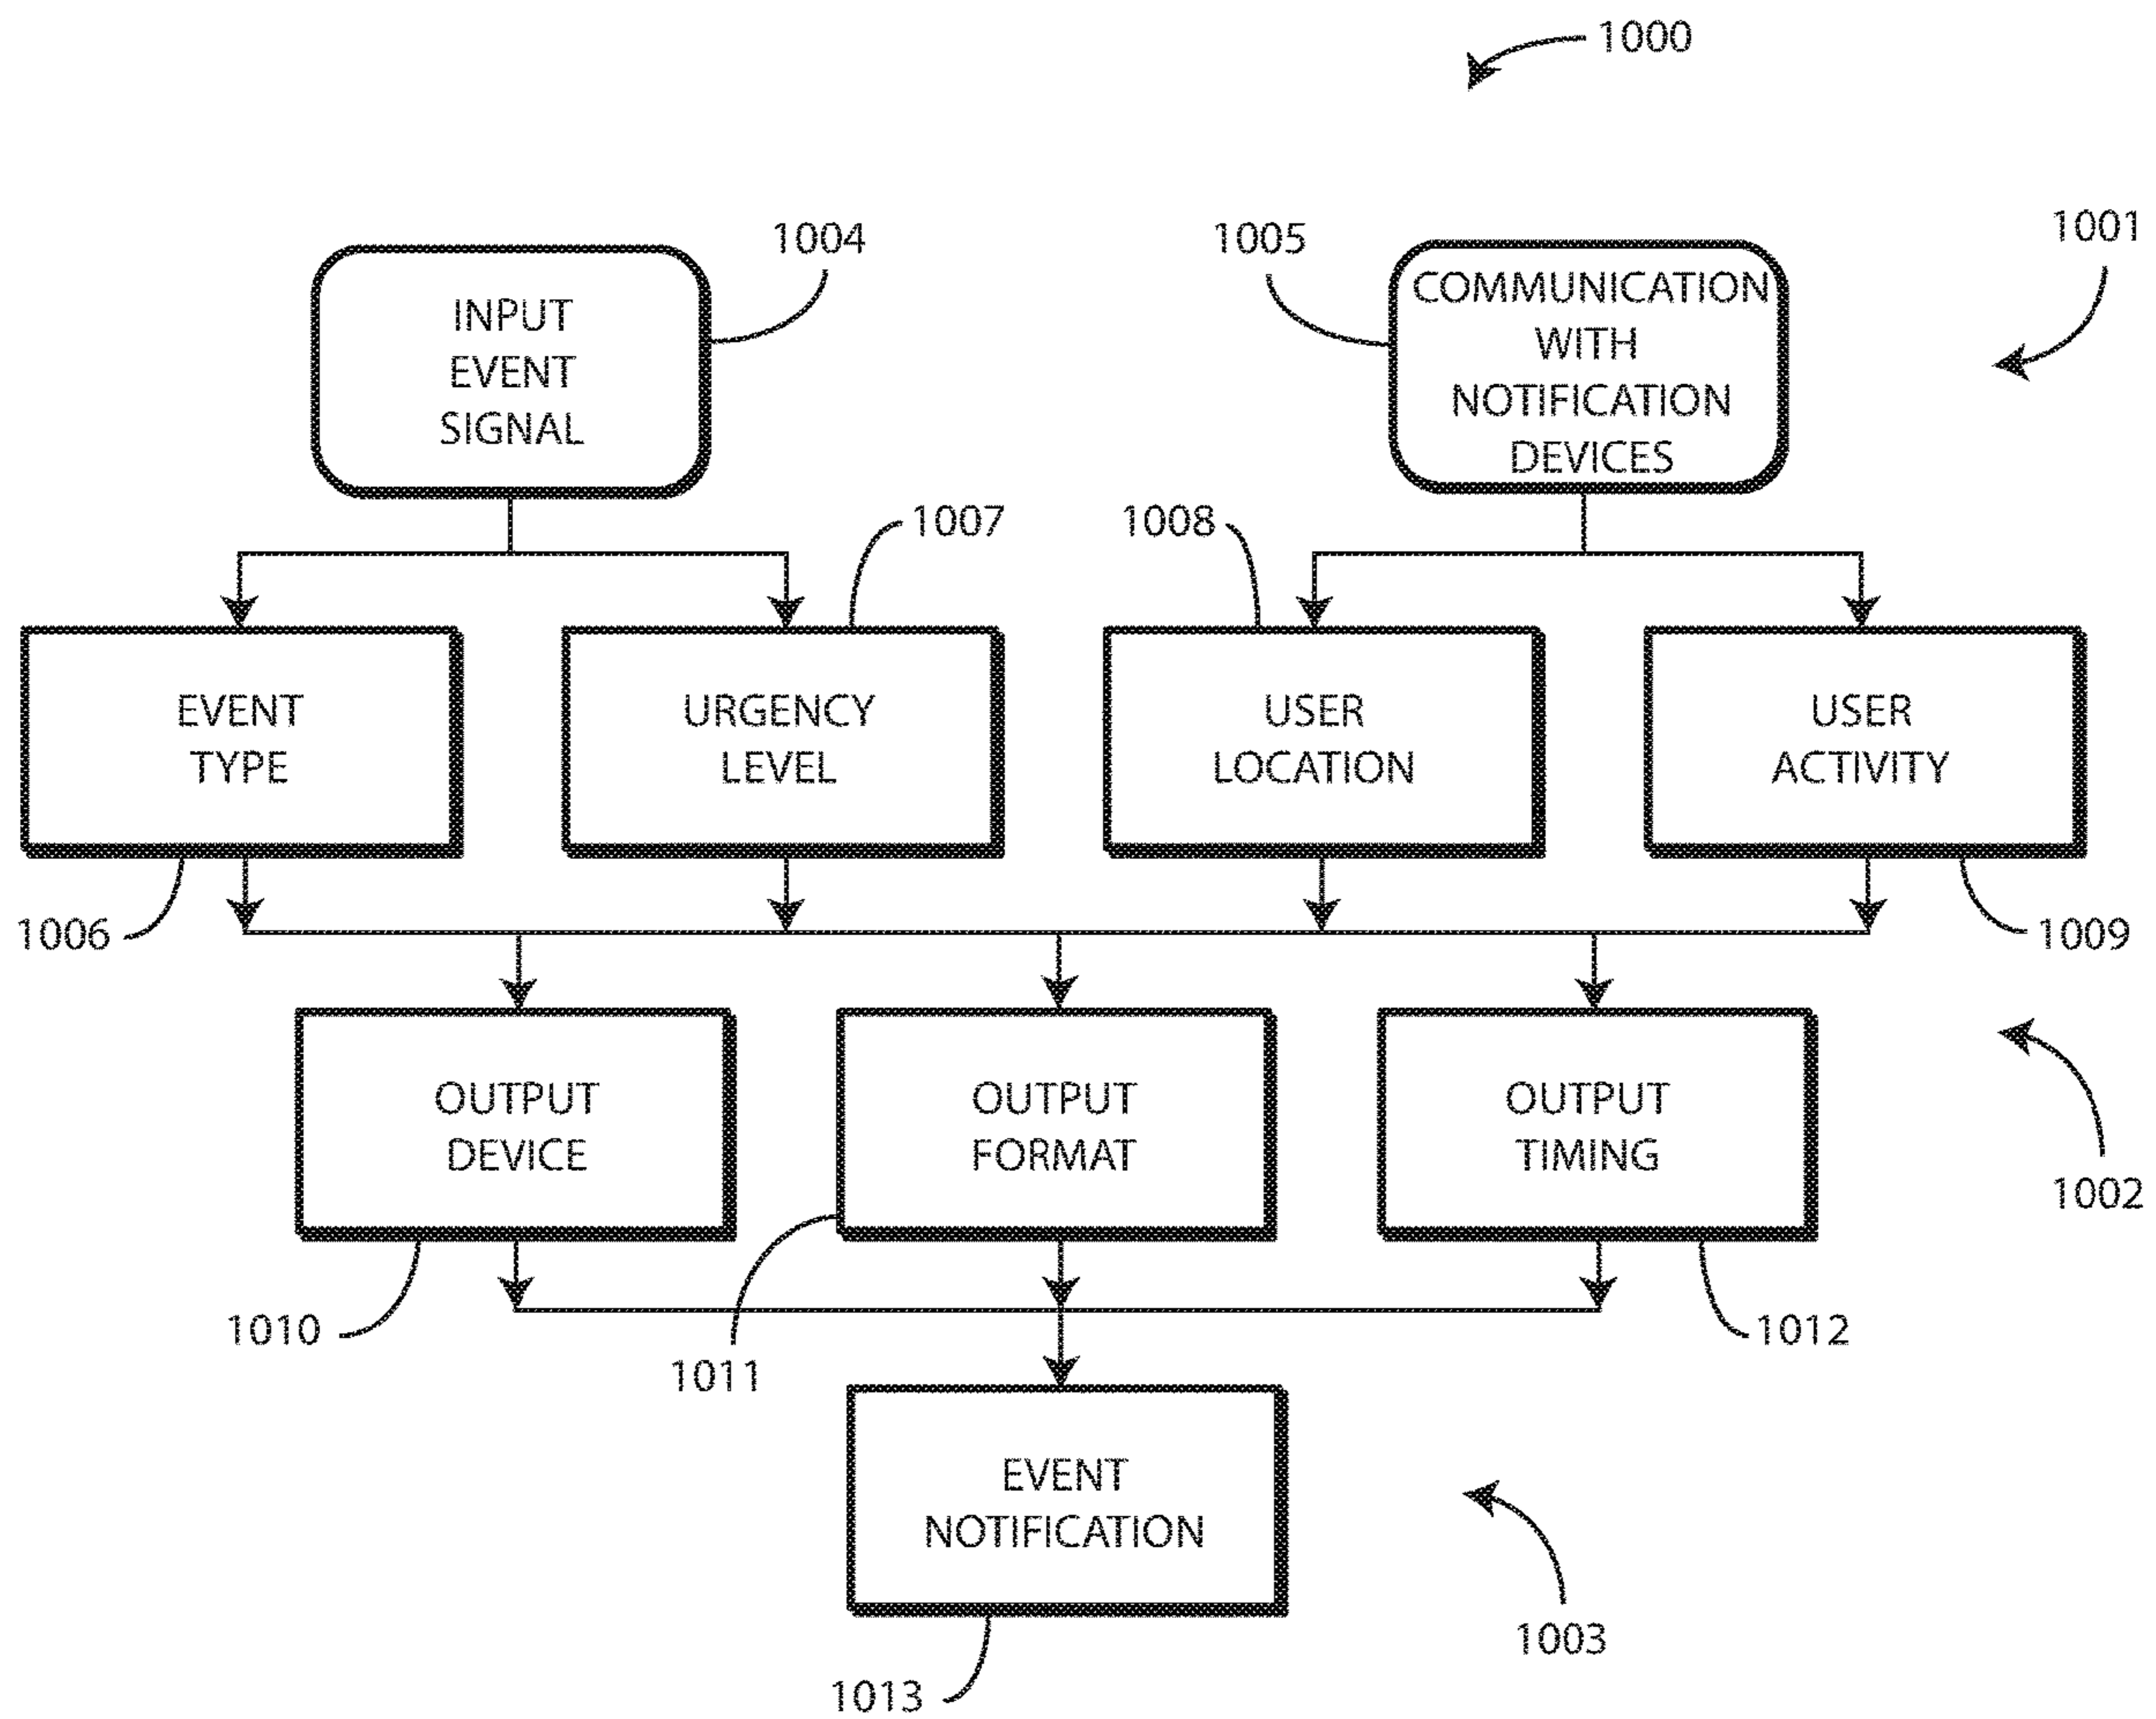 1000
1004
1005
1001
INPUT
EVENT
SIGNAL
COMMUNICATION
WITH
NOTIFICATION
DEVICES
1007
1008
EVENT
TYPE
URGENCY
LEVEL
USER
LOCATION
USER
ACTIVITY
1006
1009
OUTPUT
DEVICE
OUTPUT
FORMAT
OUTPUT
TIMING
1002
1010
1011
1012
EVENT
NOTIFICATION
1003
1013